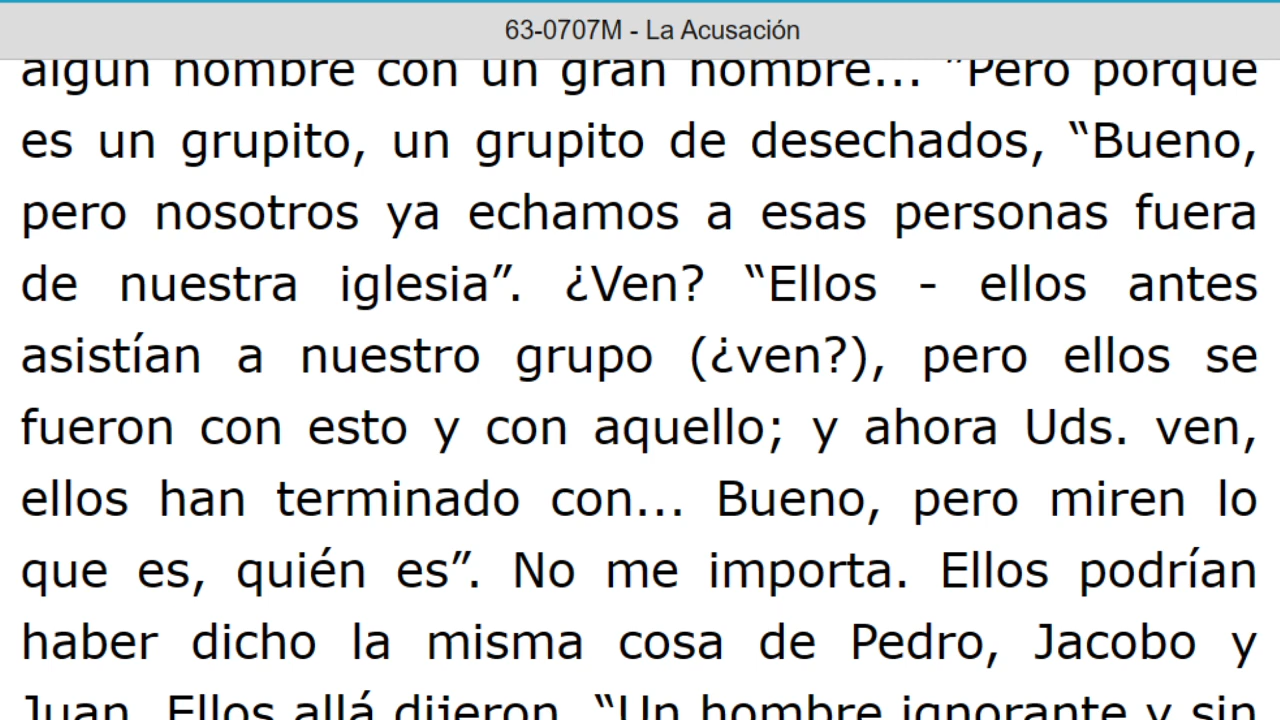 63-0707M - La Acusación
algún hombre con un gran nombre... ”Pero porque
es un grupito, un grupito de desechados, “Bueno,
pero nosotros ya echamos a esas personas fuera
de nuestra iglesia”. ¿Ven? “Ellos - ellos antes
asistían a nuestro grupo (¿ven?), pero ellos se
fueron con esto y con aquello; y ahora Uds. ven,
ellos han terminado con... Bueno, pero miren lo
que es, quién es”. No me importa. Ellos podrían
haber dicho la misma cosa de Pedro, Jacobo y
Juan. Ellos allá dijeron, “Un hombre ignorante y sin